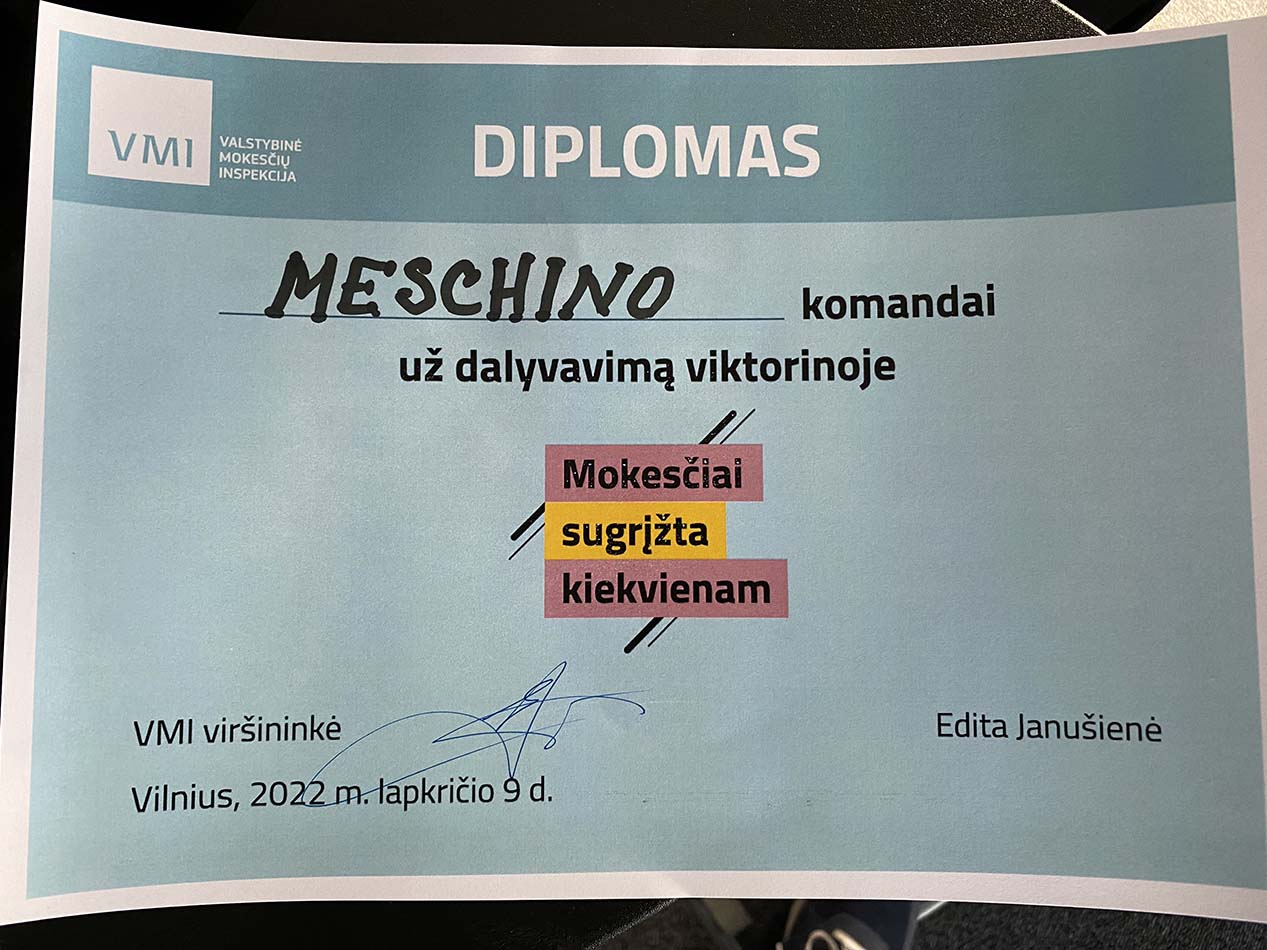 VMI
VALSTYBINĖ
MOKESČIŲ
INSPEKCIJA
DIPLOMAS
MESCHINO komandai
už dalyvavimą viktorinoje
Mokesčiai
sugrįžta
kiekvienam
VMI viršininkė
Edita Janušienė
Vilnius, 2022 m. lapkričio 9 d.